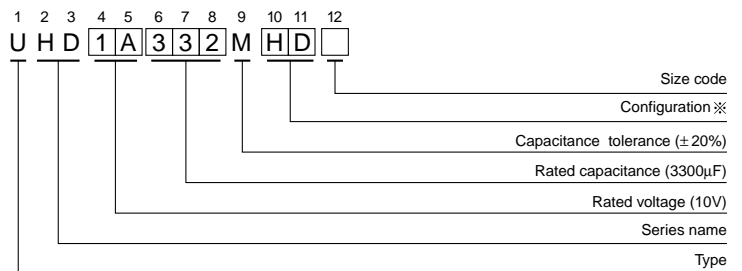 1 2 3 4 5 6 7 8 9 10 11 12
U H D 1 A 3 3 2 M H D
Size code
Configuration※
Capacitance tolerance (±20%)
Rated capacitance (3300μF)
Rated voltage (10V)
Series name
Type